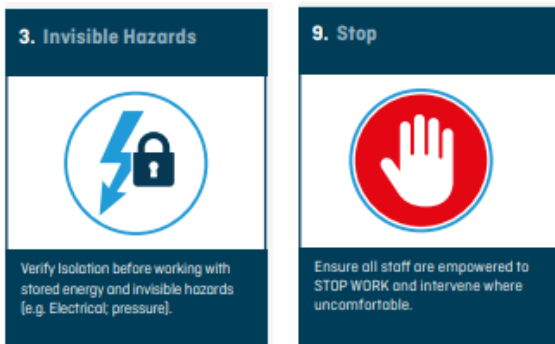 3. Invisible Hazards
Verify Isolation before working with
stored energy and invisible hazards
(e.g. Electrical; pressure).
9. Stop
Ensure all staff are empowered to
STOP WORK and intervene where
uncomfortable.